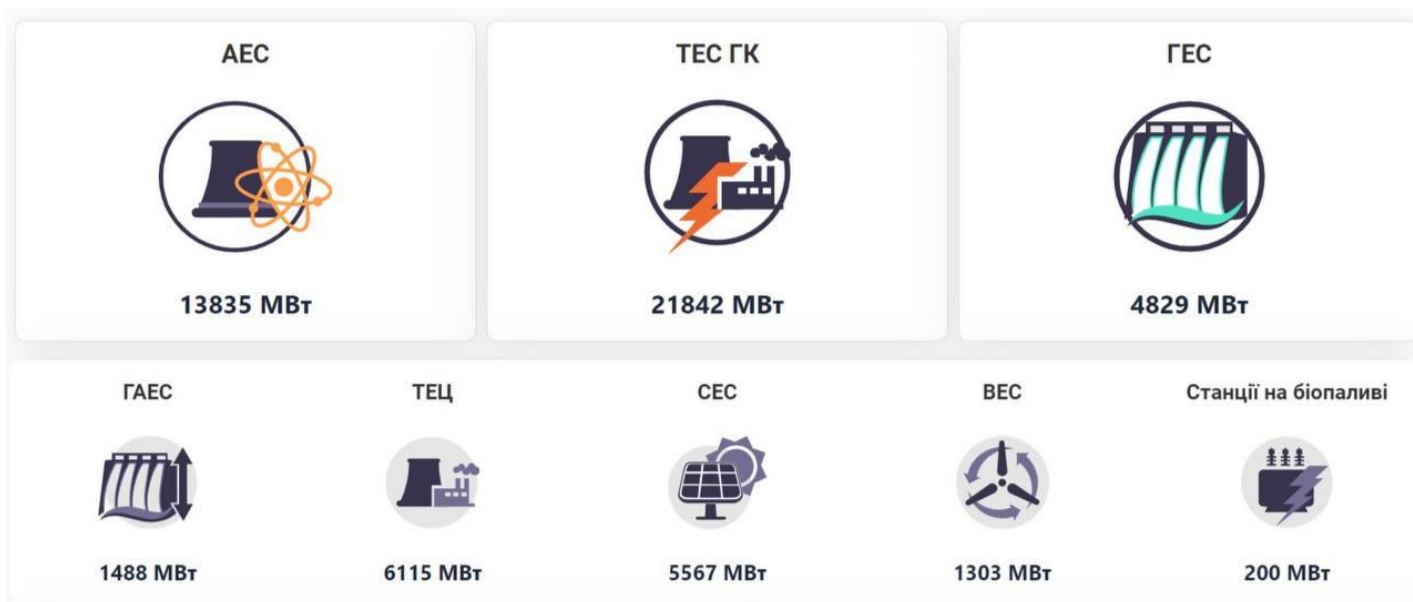 АЕС
ТЕС ГК
ГЕС
13835 МВт
21842 МВт
4829 МВт
ГАЕС
ТЕЦ
СЕС
ВЕС
Станції на біопаливі
1488 МВт
6115 МВт
5567 МВт
1303 МВт
200 МВт